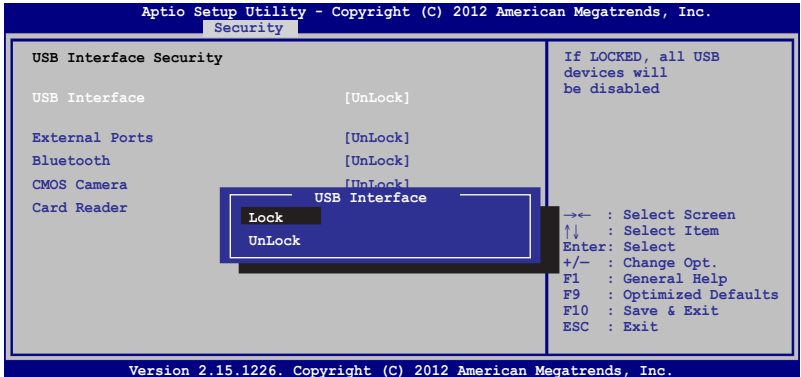 Aptio Setup Utility - Copyright (C) 2012 American Megatrends, Inc.
Security
USB Interface Security
USB Interface [UnLock]
External Ports [UnLock]
Bluetooth [UnLock]
CMOS Camera [UnLock]
Card Reader
USB Interface
Lock
UnLock
If LOCKED, all USB
devices will
be disabled
→← : Select Screen
↑↓ : Select Item
Enter: Select
+/— : Change Opt.
F1 : General Help
F9 : Optimized Defaults
F10 : Save & Exit
ESC : Exit
Version 2.15.1226. Copyright (C) 2012 American Megatrends, Inc.